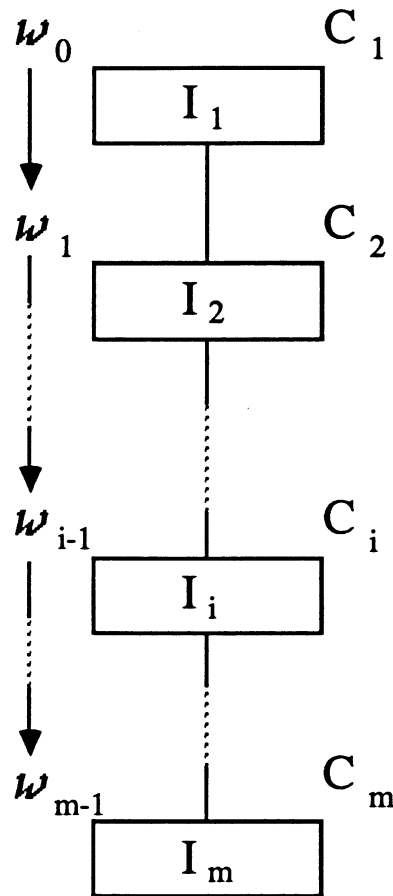 w₀ C₁
I₁
w₁ C₂
I₂
wᵢ₋₁ Cᵢ
Iᵢ
wₘ₋₁ Cₘ
Iₘ